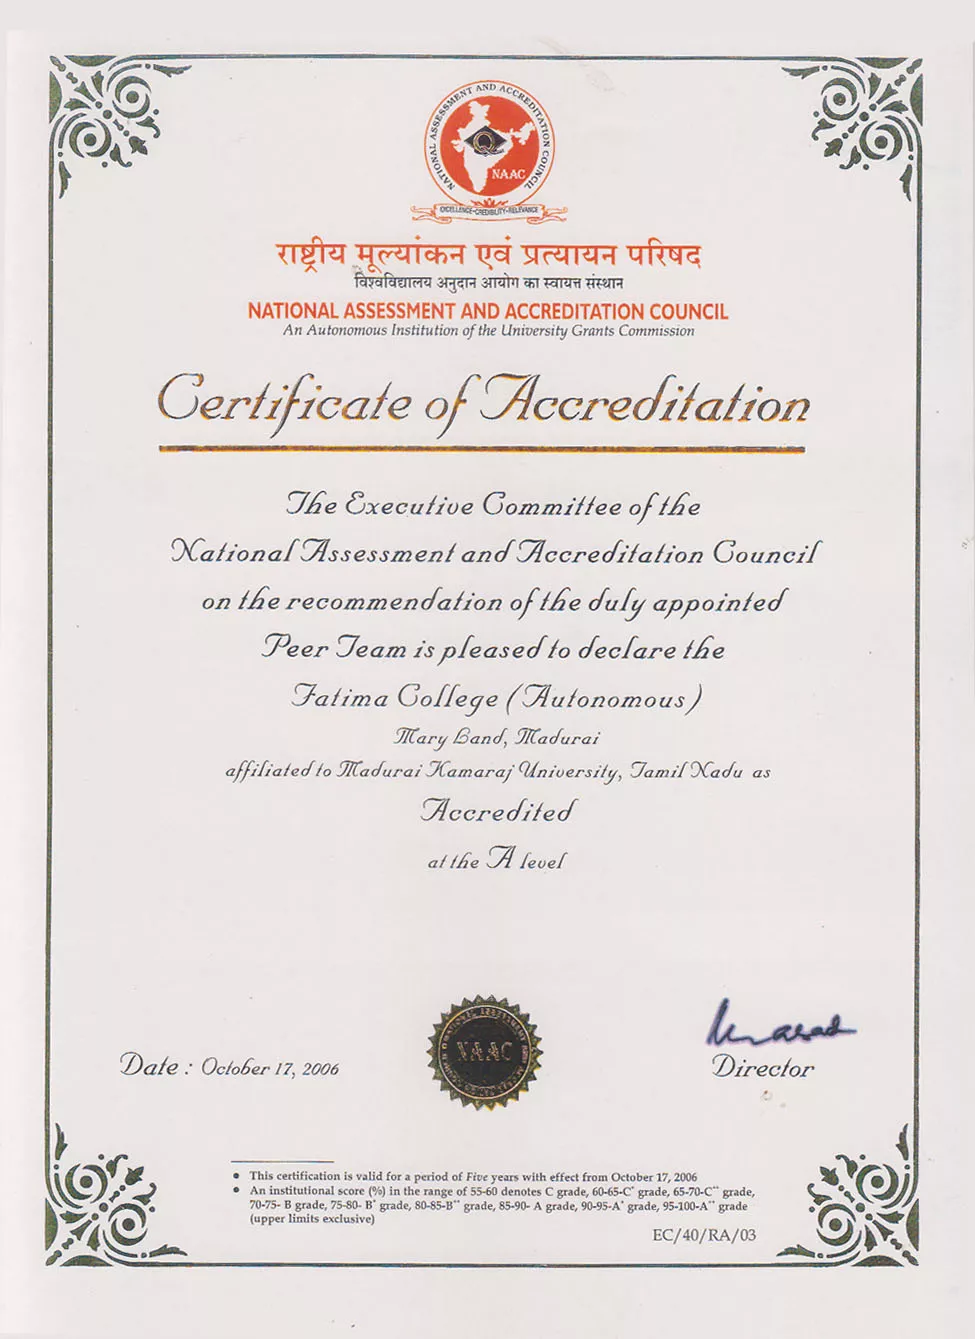 NATIONAL ASSESSMENT AND ACCREDITATION COUNCIL
Q
NAAC
EXCELLENCE-CREDIBILITY-RELEVANCE
राष्ट्रीय मूल्यांकन एवं प्रत्यायन परिषद
विश्वविद्यालय अनुदान आयोग का स्वायत्त संस्थान
NATIONAL ASSESSMENT AND ACCREDITATION COUNCIL
An Autonomous Institution of the University Grants Commission
Certificate of Accreditation
The Executive Committee of the
National Assessment and Accreditation Council
on the recommendation of the duly appointed
Peer Team is pleased to declare the
Fatima College (Autonomous)
Mary Land, Madurai
affiliated to Madurai Kamaraj University, Tamil Nadu as
Accredited
at the A level
NAAC
Date : October 17, 2006
Director
• This certification is valid for a period of Five years with effect from October 17, 2006
• An institutional score (%) in the range of 55-60 denotes C grade, 60-65-C+ grade, 65-70-C++ grade,
70-75- B grade, 75-80- B+ grade, 80-85-B++ grade, 85-90- A grade, 90-95-A+ grade, 95-100-A++ grade
(upper limits exclusive)
EC/40/RA/03